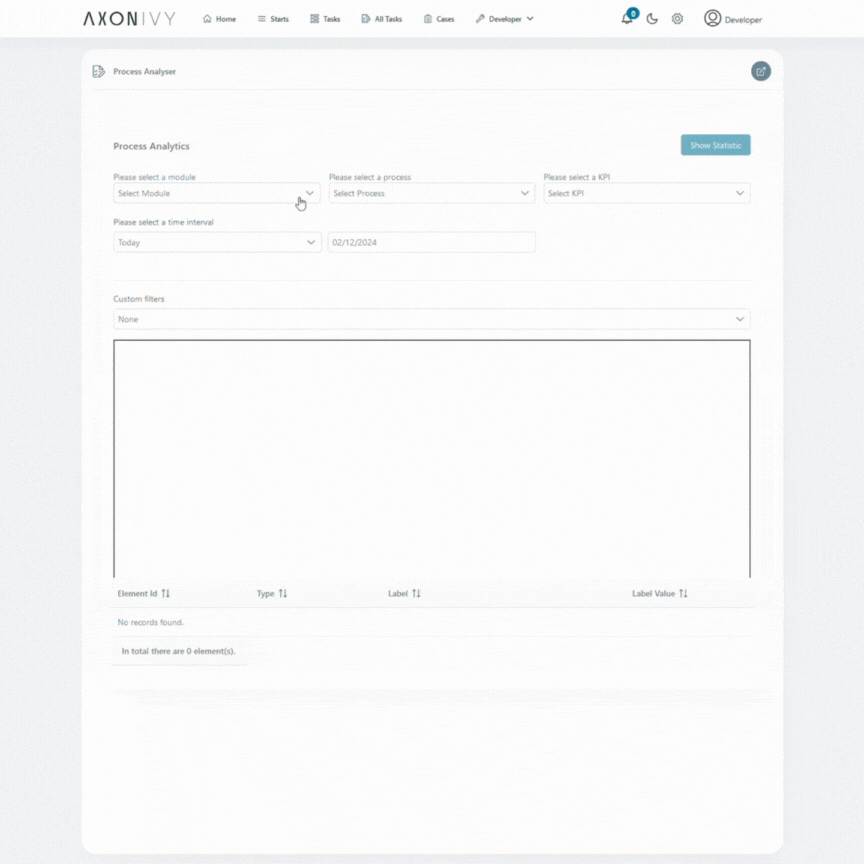 AXONIVY Home Starts Tasks All Tasks Cases Developer 0 Developer
Process Analyser
Process Analytics Show Statistic
Please select a module Please select a process Please select a KPI
Select Module Select Process Select KPI
Please select a time interval
Today 02/12/2024
Custom filters
None
Element Id Type Label Label Value
No records found.
In total there are 0 element(s).